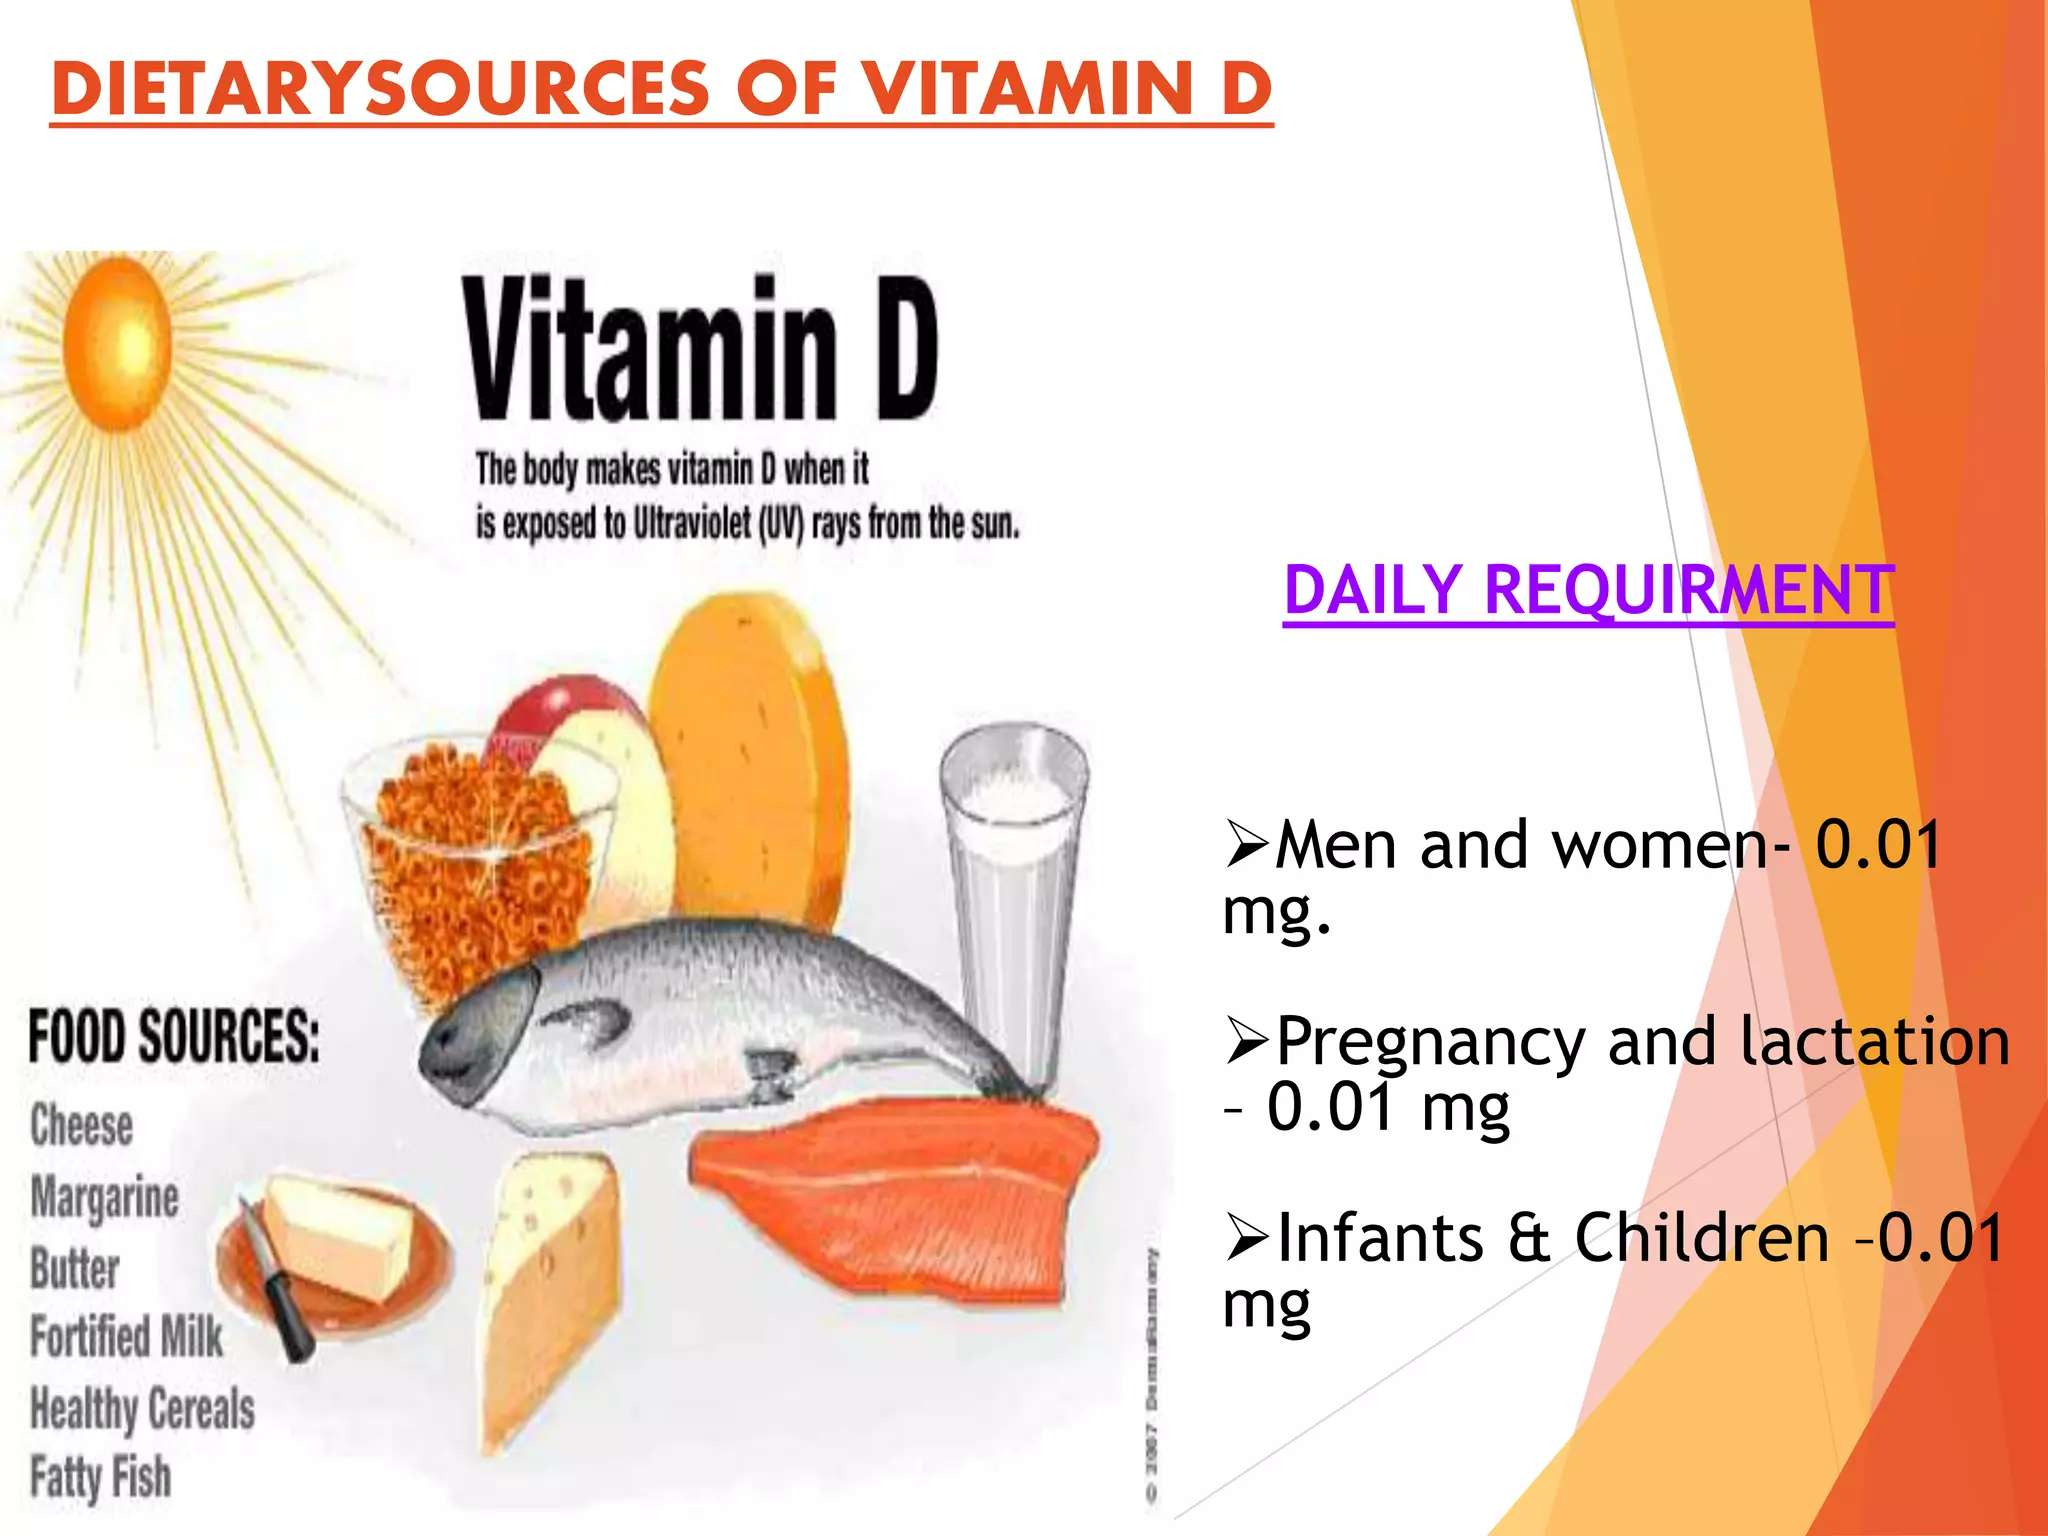 DIETARYSOURCES OF VITAMIN D
Vitamin D
The body makes vitamin D when it
is exposed to Ultraviolet (UV) rays from the sun.
FOOD SOURCES:
Cheese
Margarine
Butter
Fortified Milk
Healthy Cereals
Fatty Fish
© 2007
DAILY REQUIRMENT
➢Men and women- 0.01
mg.
➢Pregnancy and lactation
– 0.01 mg
➢Infants & Children –0.01
mg